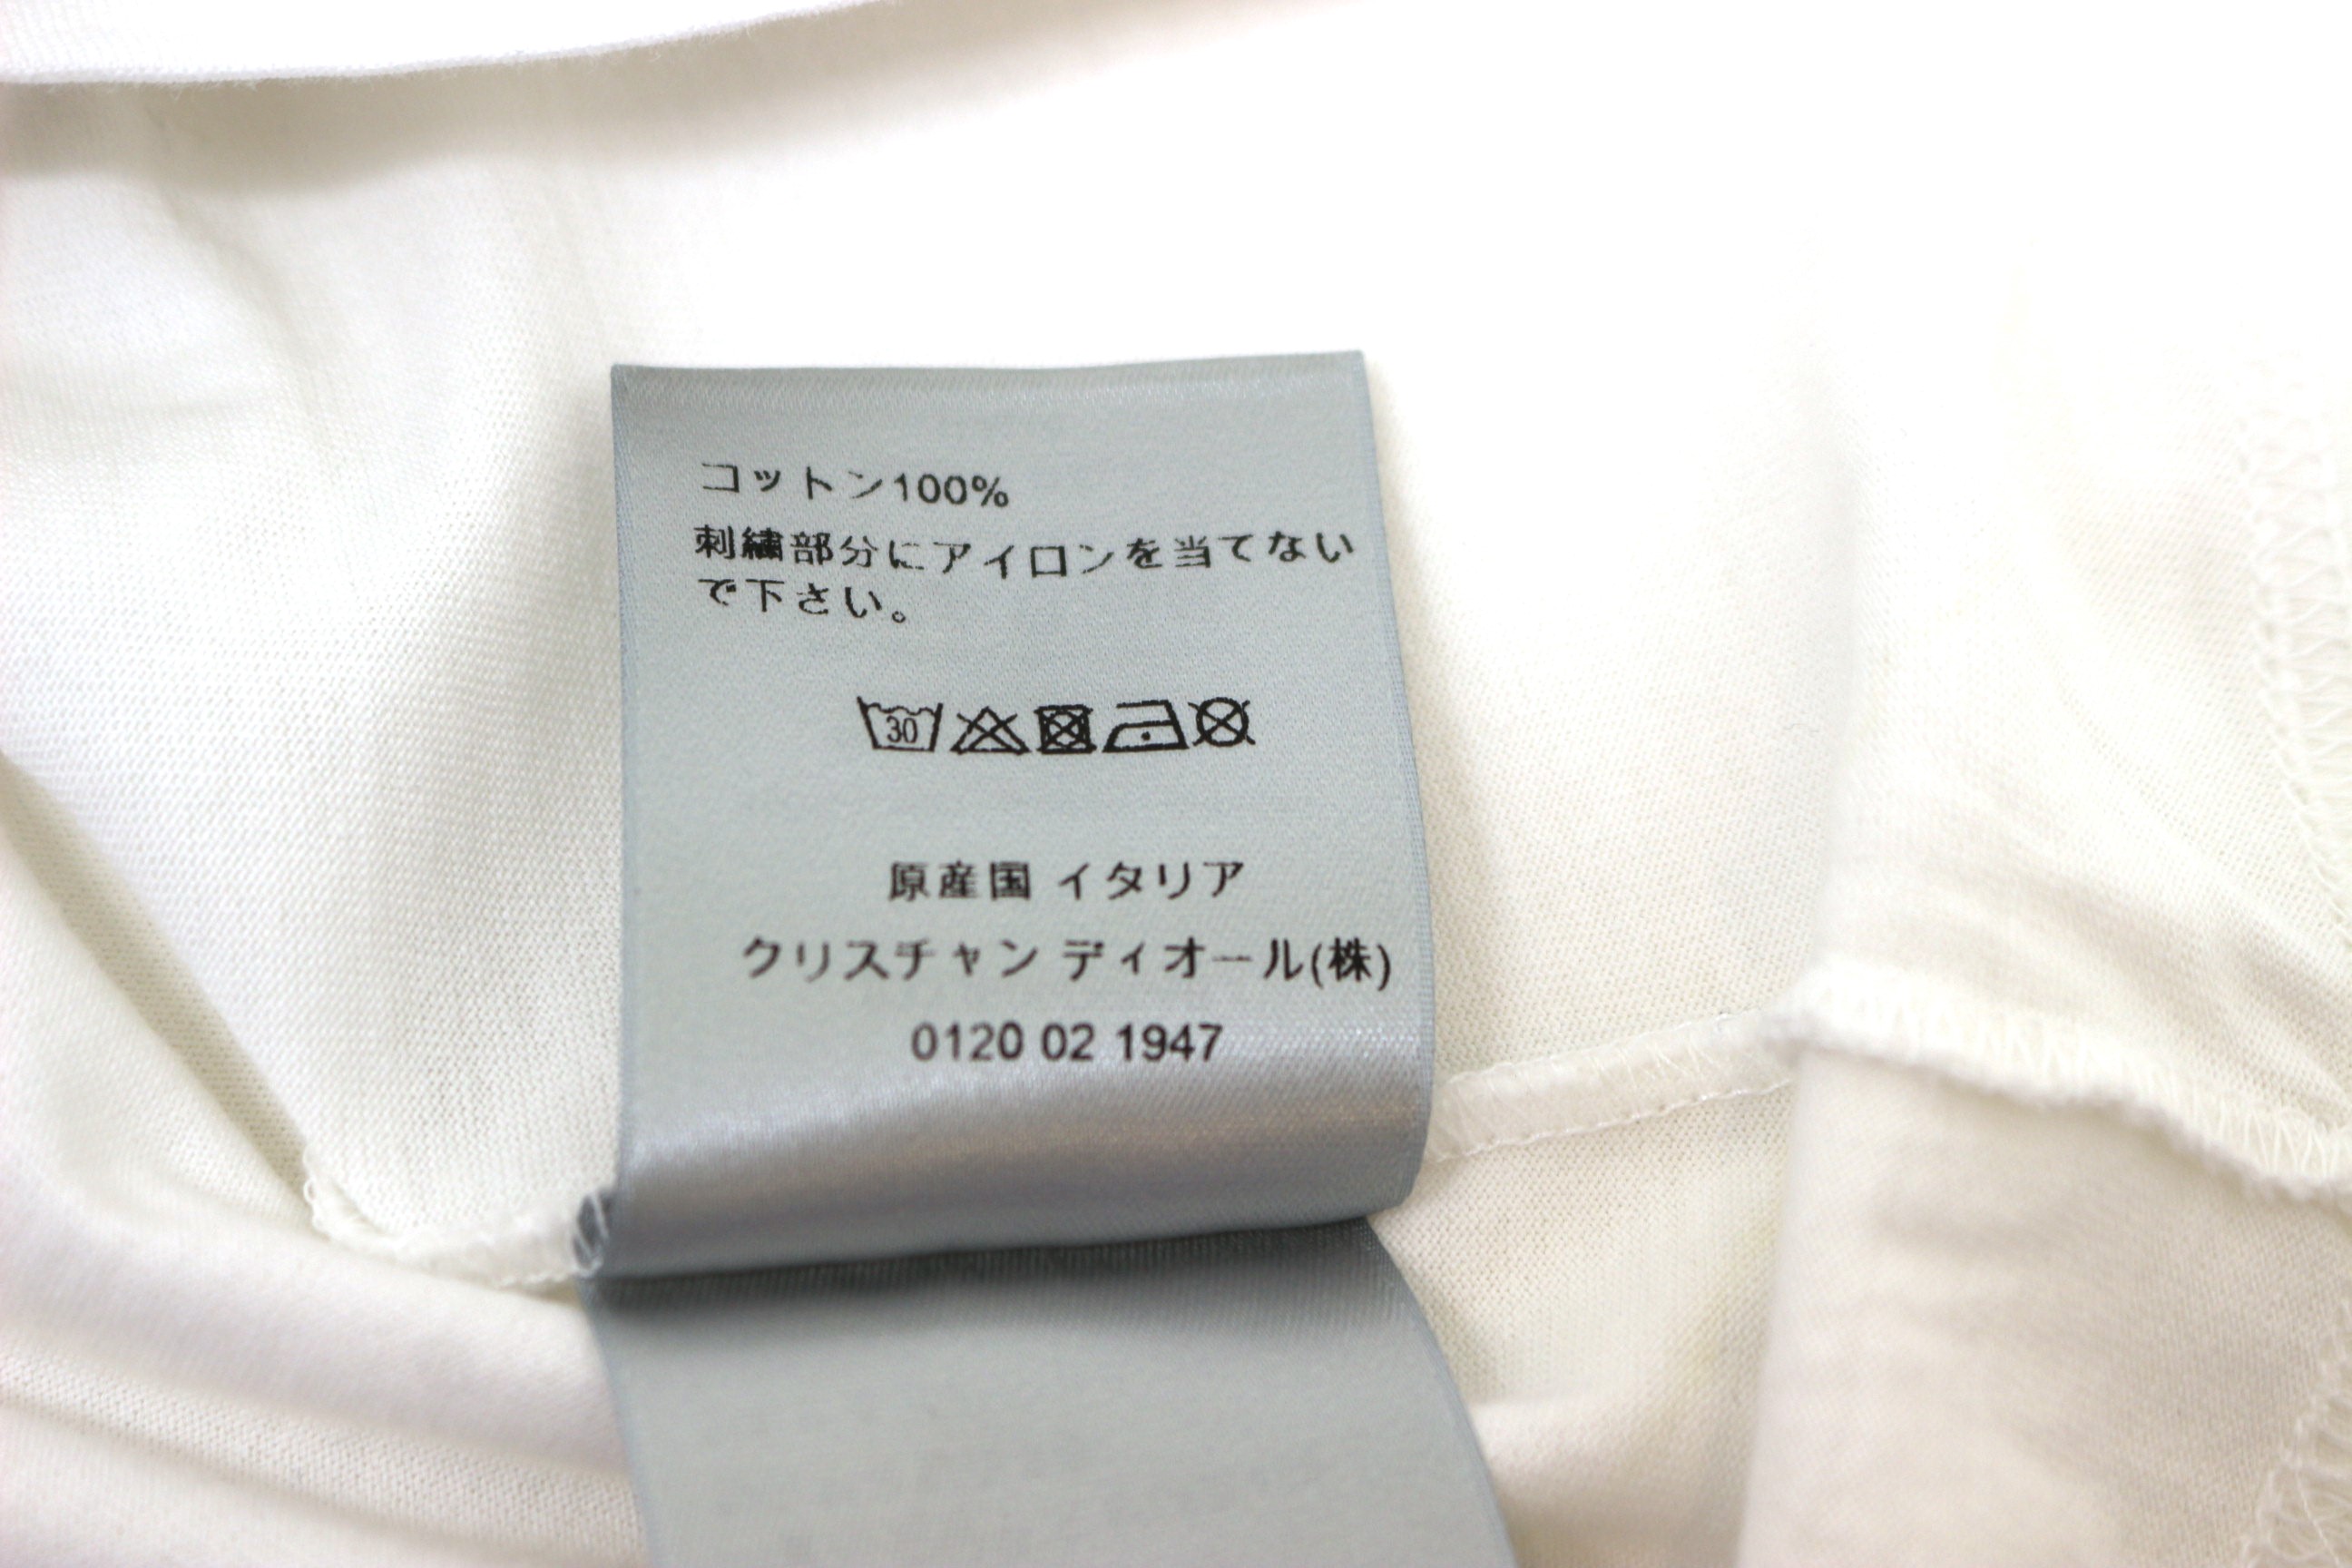 コットン100%
刺繍部分にアイロンを当てない
で下さい。
30
原産国 イタリア
クリスチャン ディオール(株)
0120 02 1947